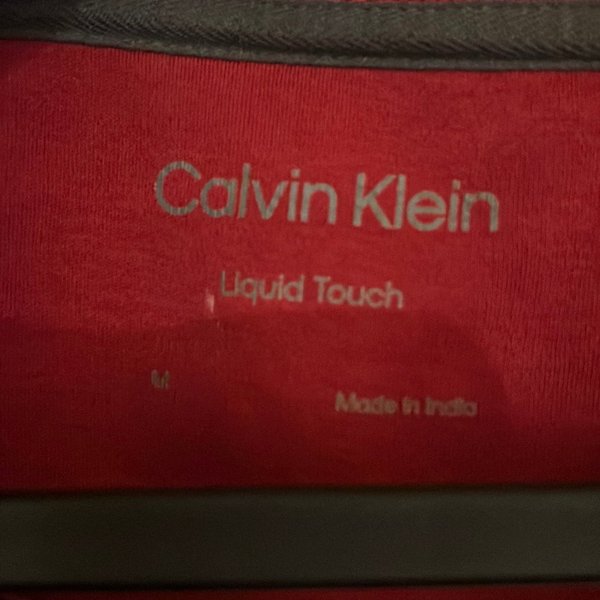 Calvin Klein
Liquid Touch
M
Made in India